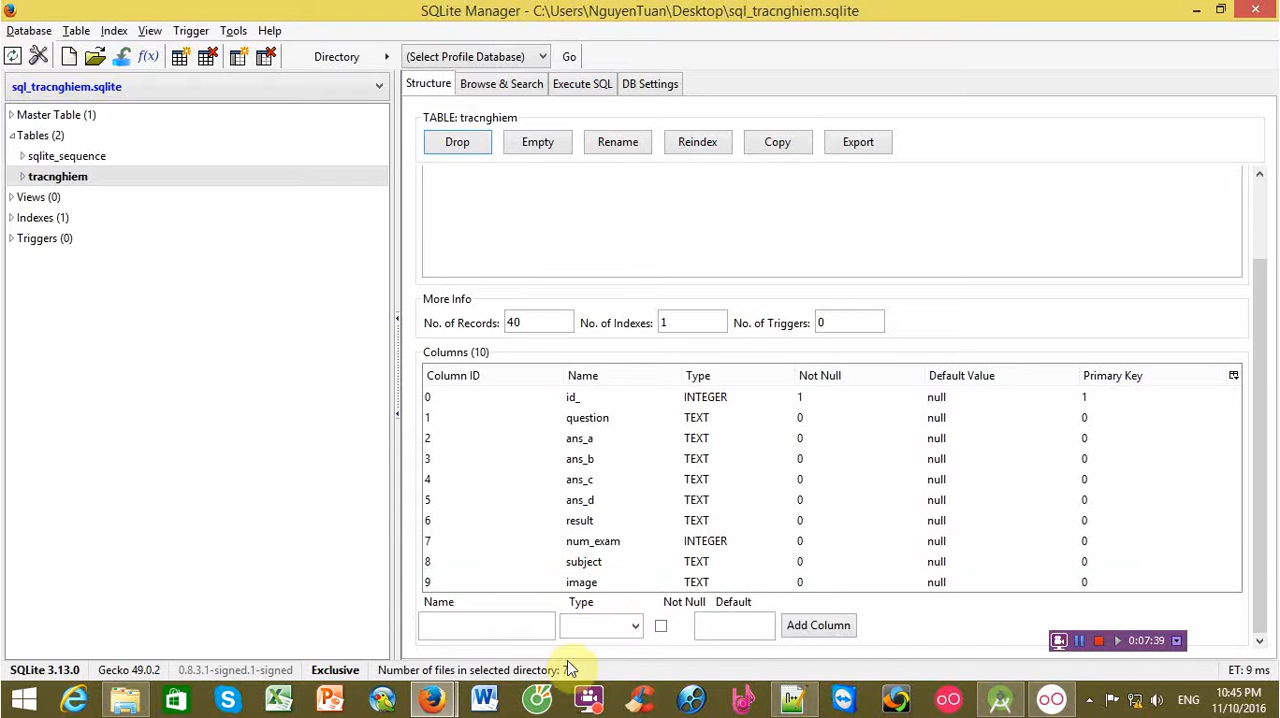 SQLite Manager - C:\Users\NguyenTuan\Desktop\sql_tracnghiem.sqlite
Database Table Index View Trigger Tools Help
f(x) Directory (Select Profile Database) Go
sql_tracnghiem.sqlite
Master Table (1)
Tables (2)
sqlite_sequence
tracnghiem
Views (0)
Indexes (1)
Triggers (0)
Structure Browse & Search Execute SQL DB Settings
TABLE: tracnghiem
Drop Empty Rename Reindex Copy Export
More Info
No. of Records: 40 No. of Indexes: 1 No. of Triggers: 0
Columns (10)
Column ID Name Type Not Null Default Value Primary Key
0 id_ INTEGER 1 null 1
1 question TEXT 0 null 0
2 ans_a TEXT 0 null 0
3 ans_b TEXT 0 null 0
4 ans_c TEXT 0 null 0
5 ans_d TEXT 0 null 0
6 result TEXT 0 null 0
7 num_exam INTEGER 0 null 0
8 subject TEXT 0 null 0
9 image TEXT 0 null 0
Name Type Not Null Default
Add Column
0:07:39
SQLite 3.13.0 Gecko 49.0.2 0.8.3.1-signed.1-signed Exclusive Number of files in selected directory: ET: 9 ms
ENG
10:45 PM
11/10/2016